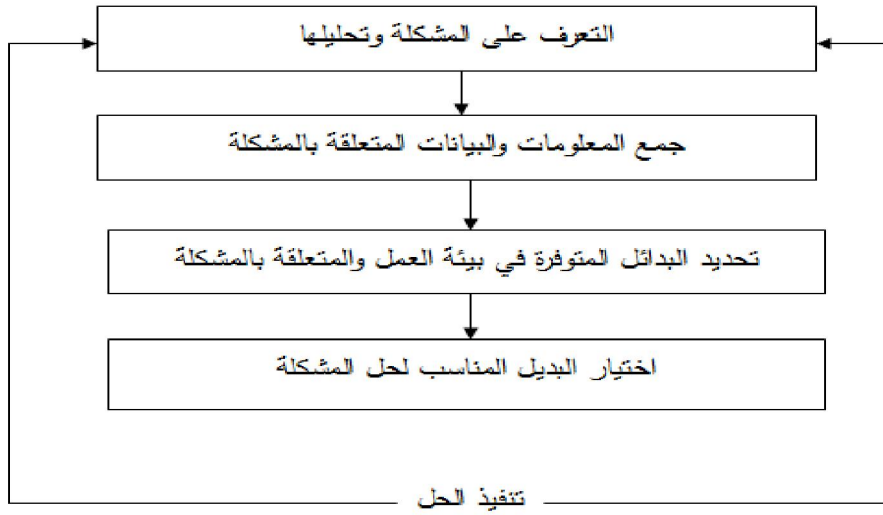 التعرف على المشكلة وتحليلها
جمع المعلومات والبيانات المتعلقة بالمشكلة
تحديد البدائل المتوفرة في بيئة العمل والمتعلقة بالمشكلة
اختيار البديل المناسب لحل المشكلة
تنفيذ الحل